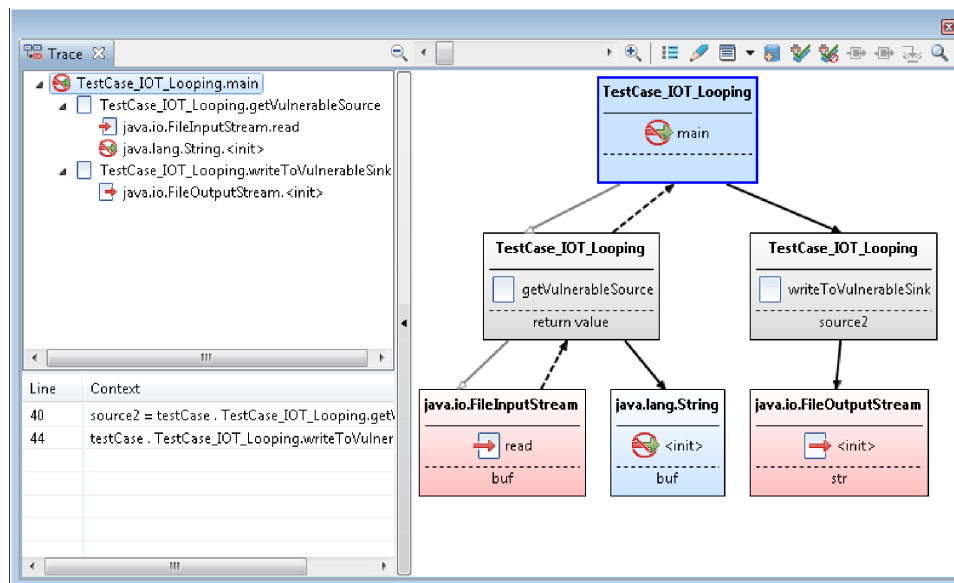 Trace
TestCase_IOT_Looping.main
TestCase_IOT_Looping.getVulnerableSource
java.io.FileInputStream.read
java.lang.String.<init>
TestCase_IOT_Looping.writeToVulnerableSink
java.io.FileOutputStream.<init>
Line Context
40 source2 = testCase . TestCase_IOT_Looping.get
44 testCase . TestCase_IOT_Looping.writeToVulner
TestCase_IOT_Looping
main
TestCase_IOT_Looping
getVulnerableSource
return value
TestCase_IOT_Looping
writeToVulnerableSink
source2
java.io.FileInputStream
read
buf
java.lang.String
<init>
buf
java.io.FileOutputStream
<init>
str